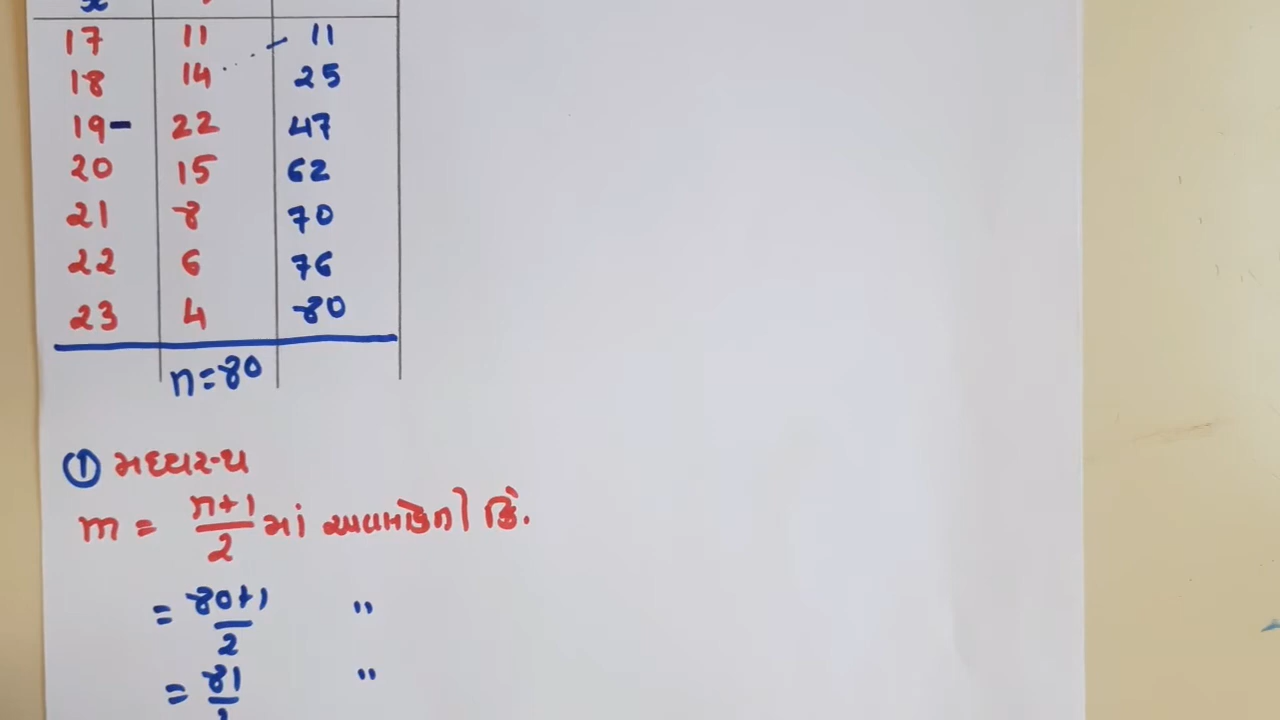 x
17 11 11
18 14 25
19- 22 47
20 15 62
21 8 70
22 6 76
23 4 80
n=80
① મધ્યસ્થ
m = n+1/2 માં અવલોકિત ની કિં.
= 80+1/2 "
= 81/2 "